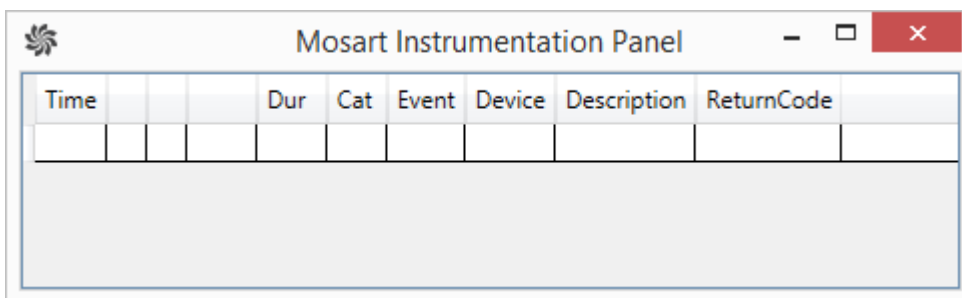 Mosart Instrumentation Panel
Time Dur Cat Event Device Description ReturnCode